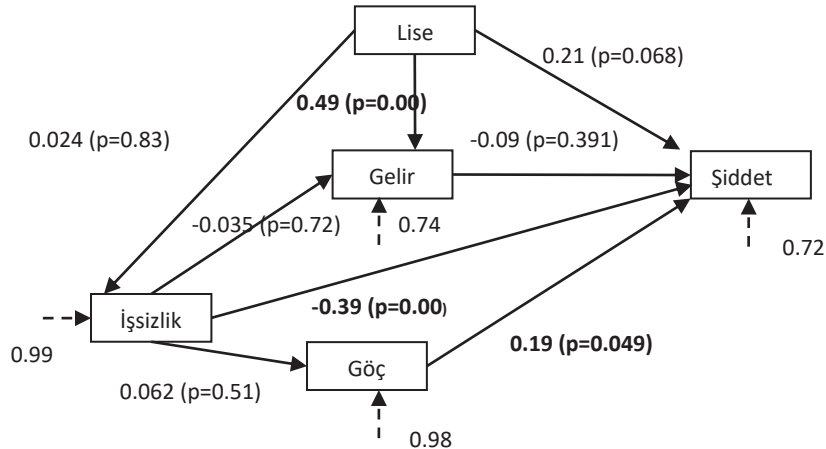 Lise
0.21 (p=0.068)
0.49 (p=0.00)
0.024 (p=0.83)
-0.09 (p=0.391)
Gelir
Şiddet
-0.035 (p=0.72)
0.74
0.72
İşsizlik
-0.39 (p=0.00)
0.99
0.19 (p=0.049)
Göç
0.062 (p=0.51)
0.98